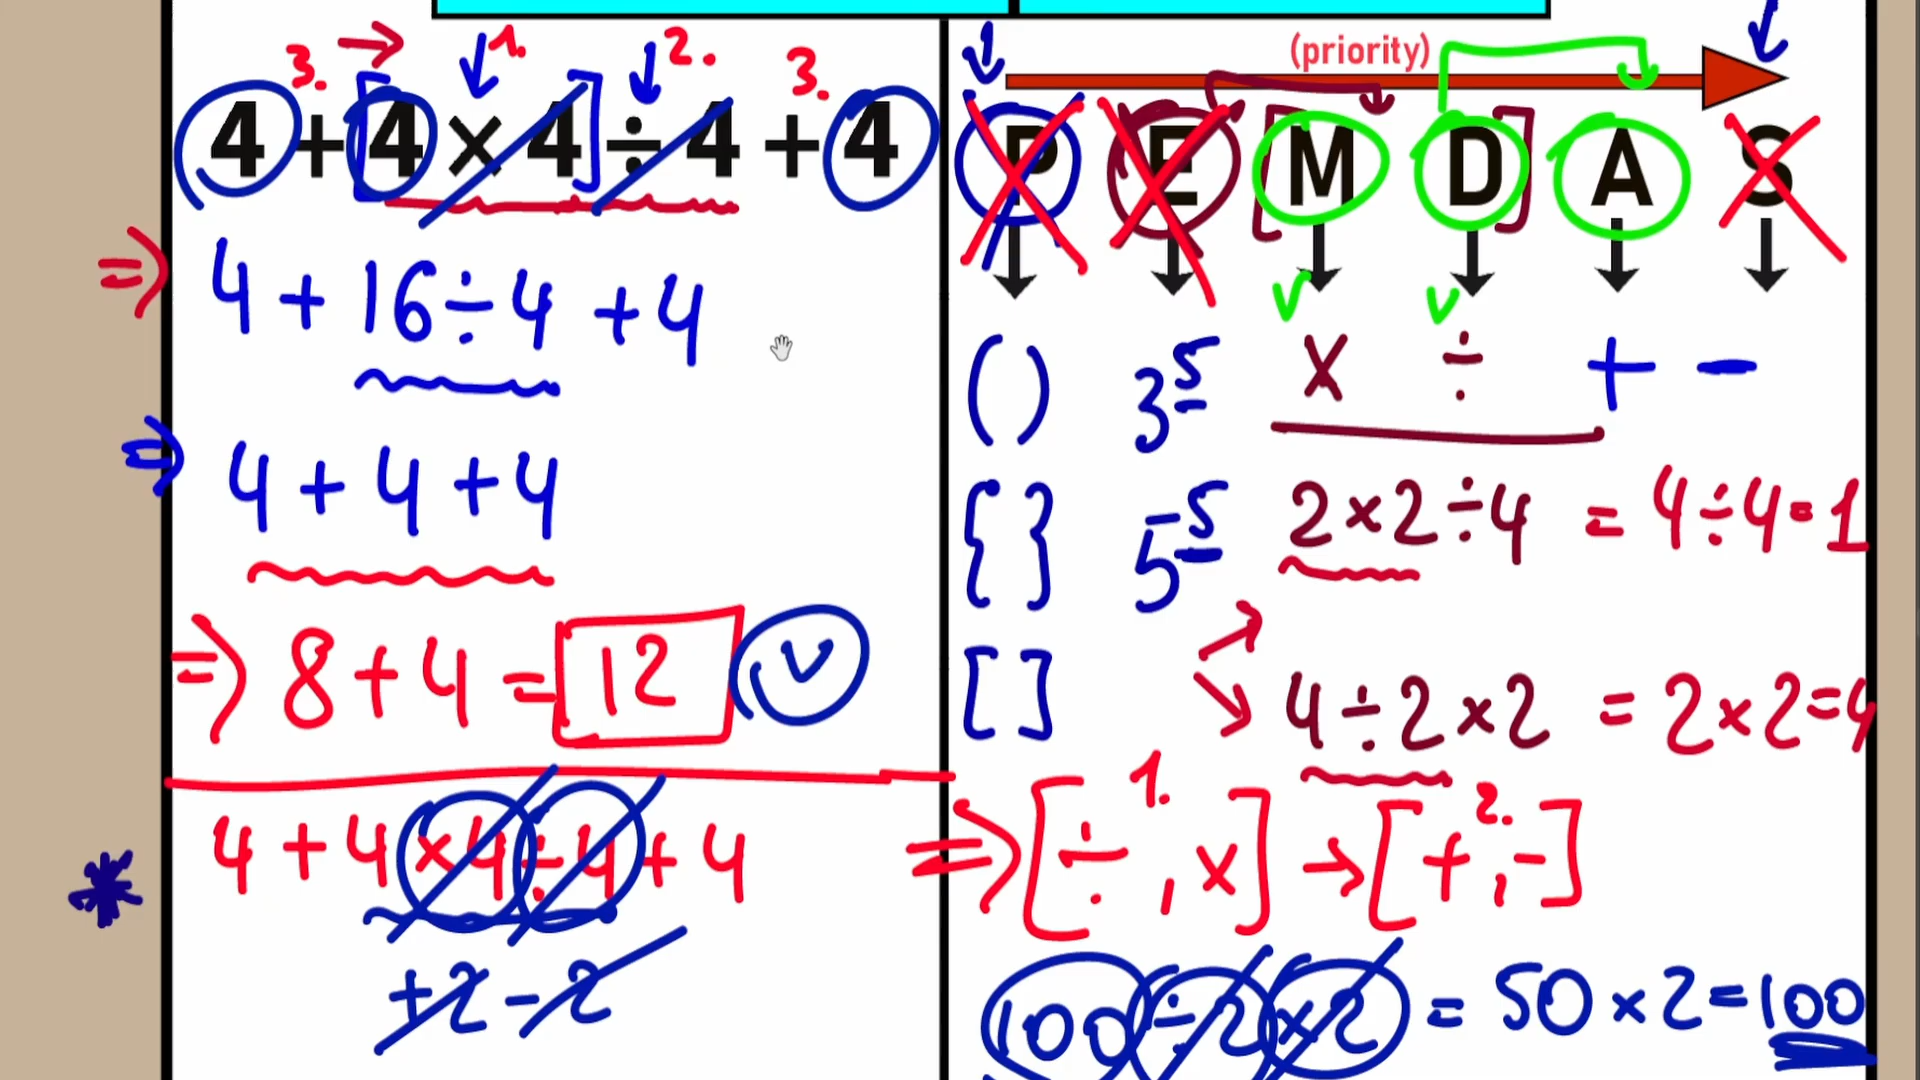 3. → 1. 2. 3.
4 + [4 × 4] ÷ 4 + 4
=> 4 + 16 ÷ 4 + 4
=> 4 + 4 + 4
=> 8 + 4 = 12
4 + 4 × 4 ÷ 4 + 4
+2 - 2
(priority)
P E [M D] A S
( ) 3^5 × ÷ + -
{ } 5^-5 2×2÷4 = 4÷4=1
[ ] 4÷2×2 = 2×2=4
1. 2.
=> [÷, ×] → [+, -]
100 ÷2 ×2 = 50×2=100